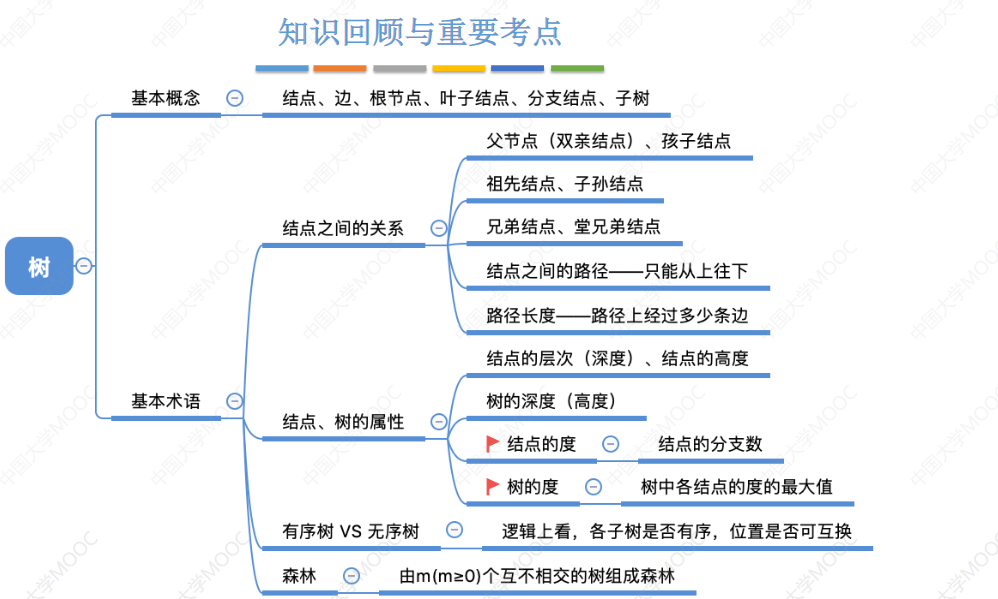 知识回顾与重要考点
基本概念
结点、边、根节点、叶子结点、分支结点、子树
父节点（双亲结点）、孩子结点
祖先结点、子孙结点
结点之间的关系
兄弟结点、堂兄弟结点
树
结点之间的路径——只能从上往下
路径长度——路径上经过多少条边
结点的层次（深度）、结点的高度
基本术语
树的深度（高度）
结点、树的属性
结点的度
结点的分支数
树的度
树中各结点的度的最大值
有序树 VS 无序树
逻辑上看，各子树是否有序，位置是否可互换
森林
由m(m≥0)个互不相交的树组成森林
中国大学MOOC